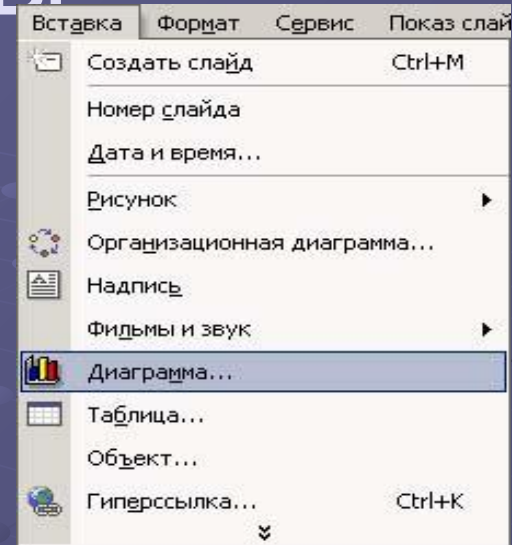 Вставка Формат Сервис Показ слай
Создать слайд Ctrl+M
Номер слайда
Дата и время...
Рисунок
Организационная диаграмма...
Надпись
Фильмы и звук
Диаграмма...
Таблица...
Объект...
Гиперссылка... Ctrl+K